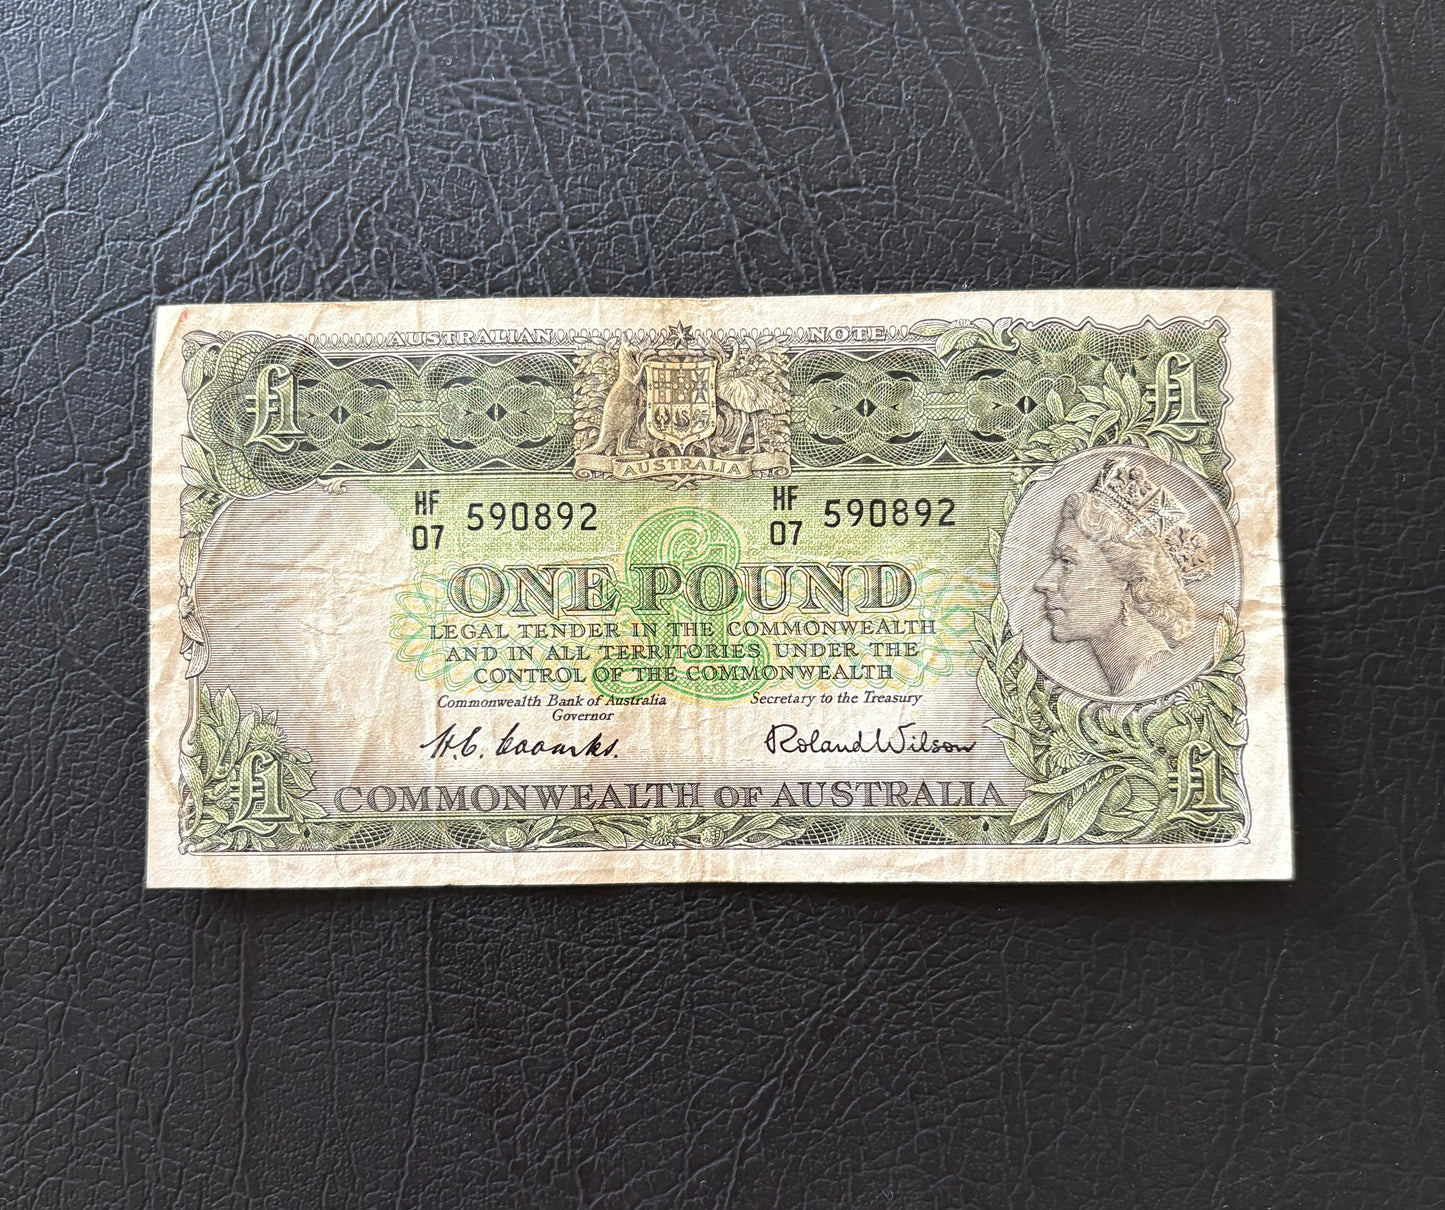 AUSTRALIAN NOTE
£1 £1
AUSTRALIA
HF 07 590892 HF 07 590892
£
ONE POUND
LEGAL TENDER IN THE COMMONWEALTH
AND IN ALL TERRITORIES UNDER THE
CONTROL OF THE COMMONWEALTH
Commonwealth Bank of Australia Secretary to the Treasury
Governor
H.C. Coombs. Roland Wilson
£1 £1
COMMONWEALTH OF AUSTRALIA